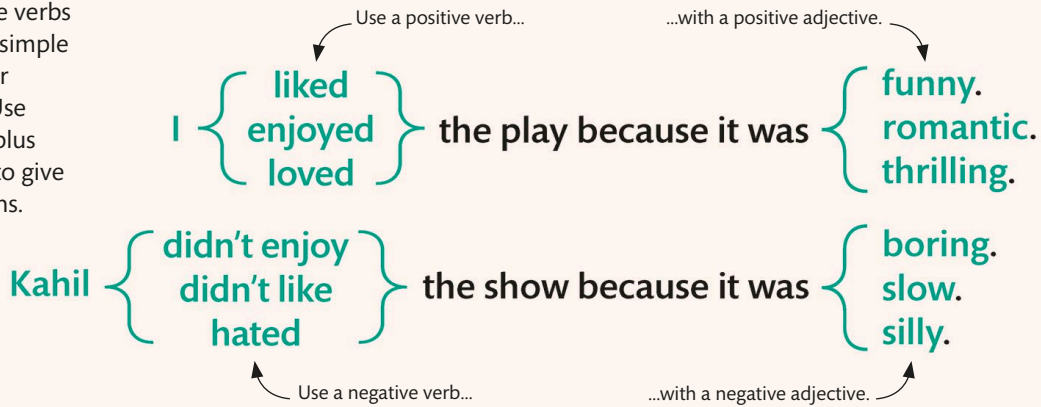 e verbs
simple
r
Use
plus
to give
ns.
Use a positive verb...
...with a positive adjective.
I
liked
enjoyed
loved
the play because it was
funny.
romantic.
thrilling.
Kahil
didn't enjoy
didn't like
hated
the show because it was
boring.
slow.
silly.
Use a negative verb...
...with a negative adjective.